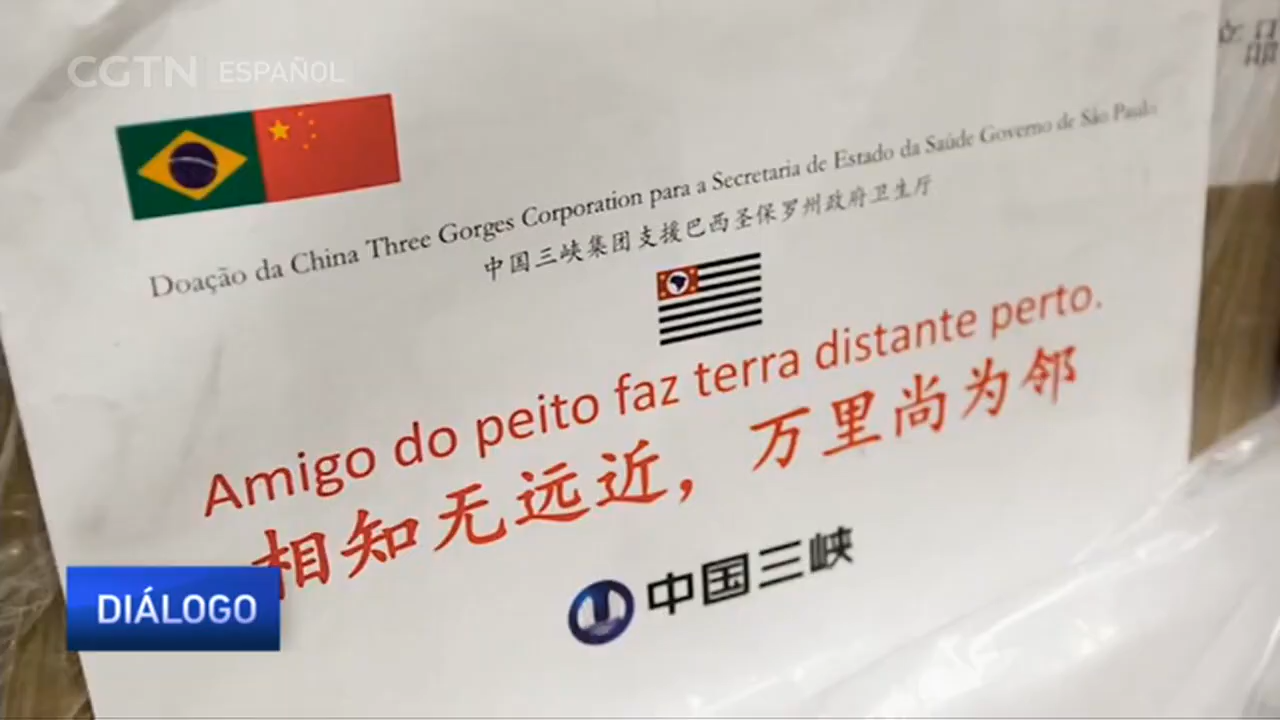 CGTN ESPAÑOL
Doação da China Three Gorges Corporation para a Secretaria de Estado da Saúde Governo de São Paulo
中国三峡集团支援巴西圣保罗州政府卫生厅
Amigo do peito faz terra distante perto.
相知无远近，万里尚为邻
中国三峡
DIÁLOGO